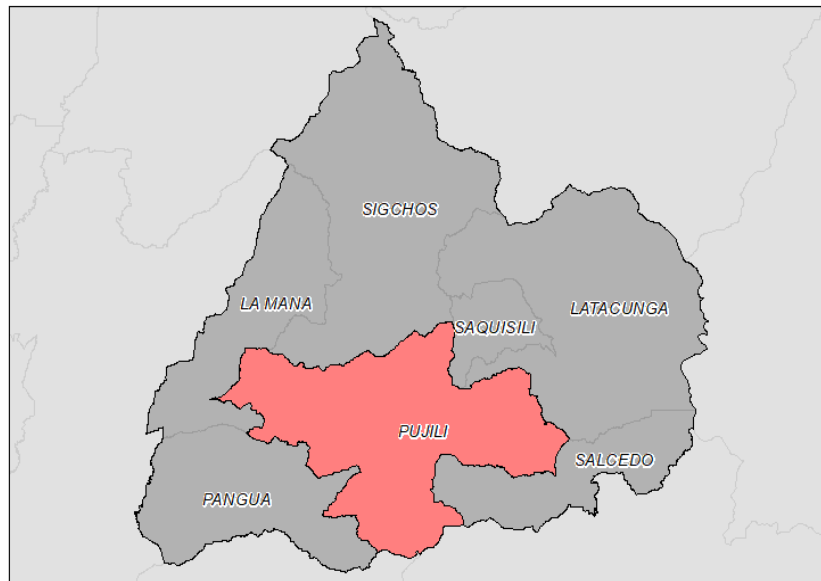 SIGCHOS
LA MANA
SAQUISILI
LATACUNGA
PUJILI
SALCEDO
PANGUA